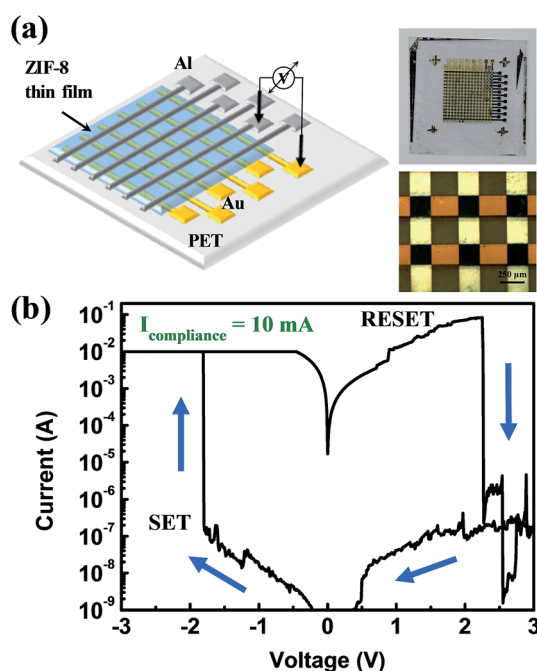 (a)
ZIF-8
thin film
Al
V
Au
PET
250 µm
(b)
I compliance = 10 mA
RESET
SET
10⁻¹
10⁻²
10⁻³
10⁻⁴
10⁻⁵
10⁻⁶
10⁻⁷
10⁻⁸
10⁻⁹
Current (A)
-3 -2 -1 0 1 2 3
Voltage (V)